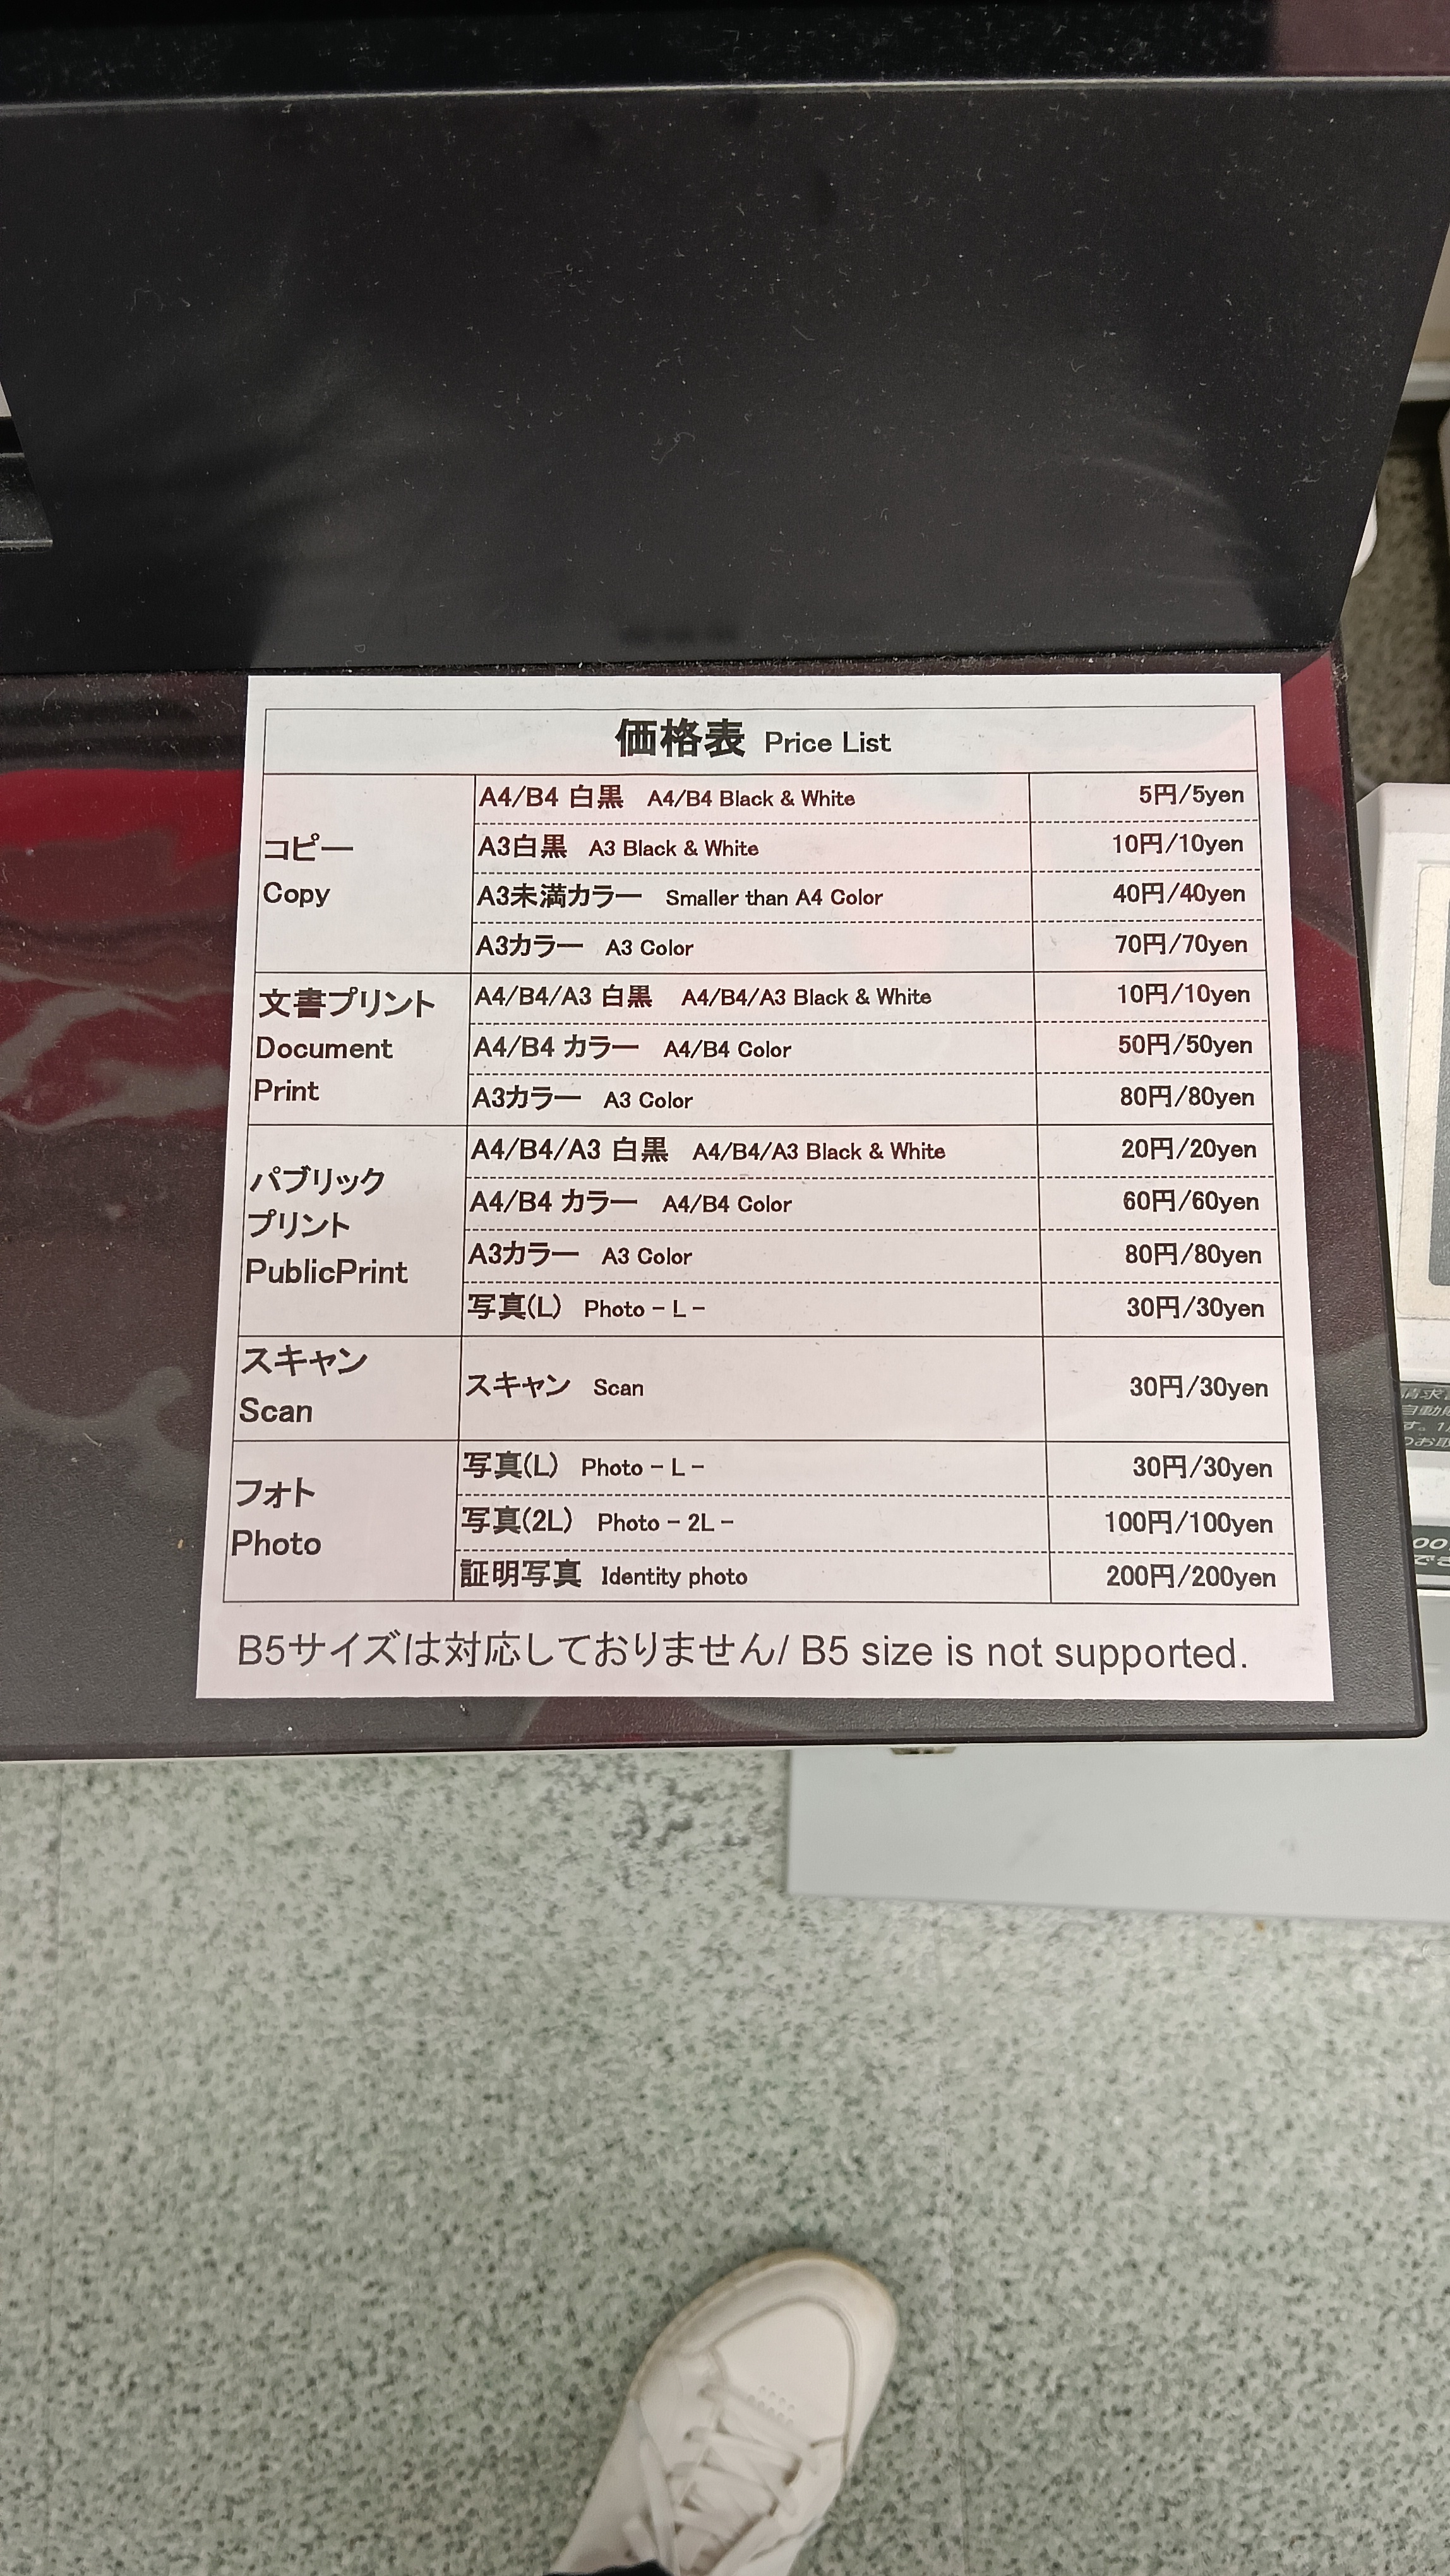 価格表 Price List
コピー
Copy
A4/B4 白黒 A4/B4 Black & White 5円/5yen
A3白黒 A3 Black & White 10円/10yen
A3未満カラー Smaller than A4 Color 40円/40yen
A3カラー A3 Color 70円/70yen
文書プリント
Document
Print
A4/B4/A3 白黒 A4/B4/A3 Black & White 10円/10yen
A4/B4 カラー A4/B4 Color 50円/50yen
A3カラー A3 Color 80円/80yen
パブリック
プリント
PublicPrint
A4/B4/A3 白黒 A4/B4/A3 Black & White 20円/20yen
A4/B4 カラー A4/B4 Color 60円/60yen
A3カラー A3 Color 80円/80yen
写真(L) Photo - L - 30円/30yen
スキャン
Scan
スキャン Scan 30円/30yen
フォト
Photo
写真(L) Photo - L - 30円/30yen
写真(2L) Photo - 2L - 100円/100yen
証明写真 Identity photo 200円/200yen
B5サイズは対応しておりません/ B5 size is not supported.